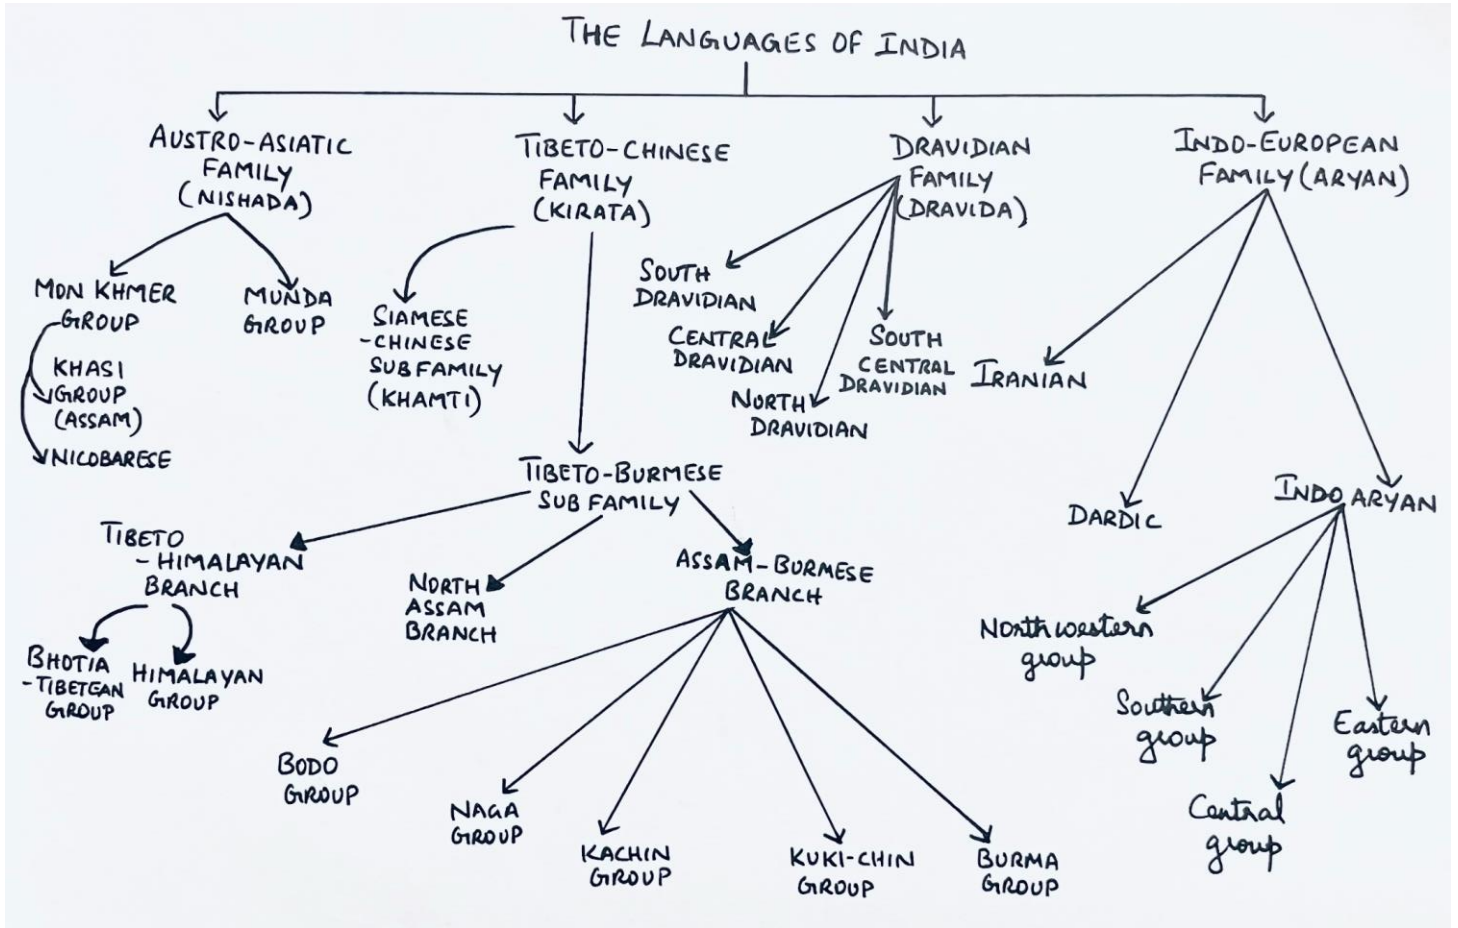 THE LANGUAGES OF INDIA
AUSTRO-ASIATIC
FAMILY
(NISHADA)
MON KHMER
GROUP
KHASI
GROUP
(ASSAM)
NICOBARESE
MUNDA
GROUP
TIBETO-CHINESE
FAMILY
(KIRATA)
SIAMESE
-CHINESE
SUB FAMILY
(KHAMTI)
TIBETO-BURMESE
SUB FAMILY
TIBETO
-HIMALAYAN
BRANCH
BHOTIA
-TIBETEAN
GROUP
HIMALAYAN
GROUP
NORTH
ASSAM
BRANCH
ASSAM-BURMESE
BRANCH
BODO
GROUP
NAGA
GROUP
KACHIN
GROUP
KUKI-CHIN
GROUP
BURMA
GROUP
DRAVIDIAN
FAMILY
(DRAVIDA)
SOUTH
DRAVIDIAN
CENTRAL
DRAVIDIAN
NORTH
DRAVIDIAN
SOUTH
CENTRAL
DRAVIDIAN
INDO-EUROPEAN
FAMILY (ARYAN)
IRANIAN
DARDIC
INDO ARYAN
North western
group
Southern
group
Central
group
Eastern
group